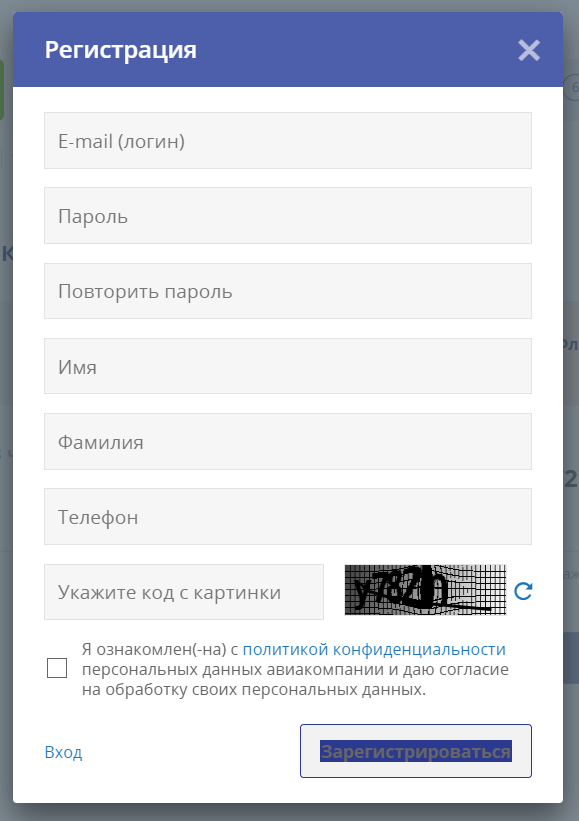 Регистрация
E-mail (логин)
Пароль
Повторить пароль
Имя
Фамилия
Телефон
Укажите код с картинки
Я ознакомлен(-на) с политикой конфиденциальности
персональных данных авиакомпании и даю согласие
на обработку своих персональных данных.
Вход
Зарегистрироваться